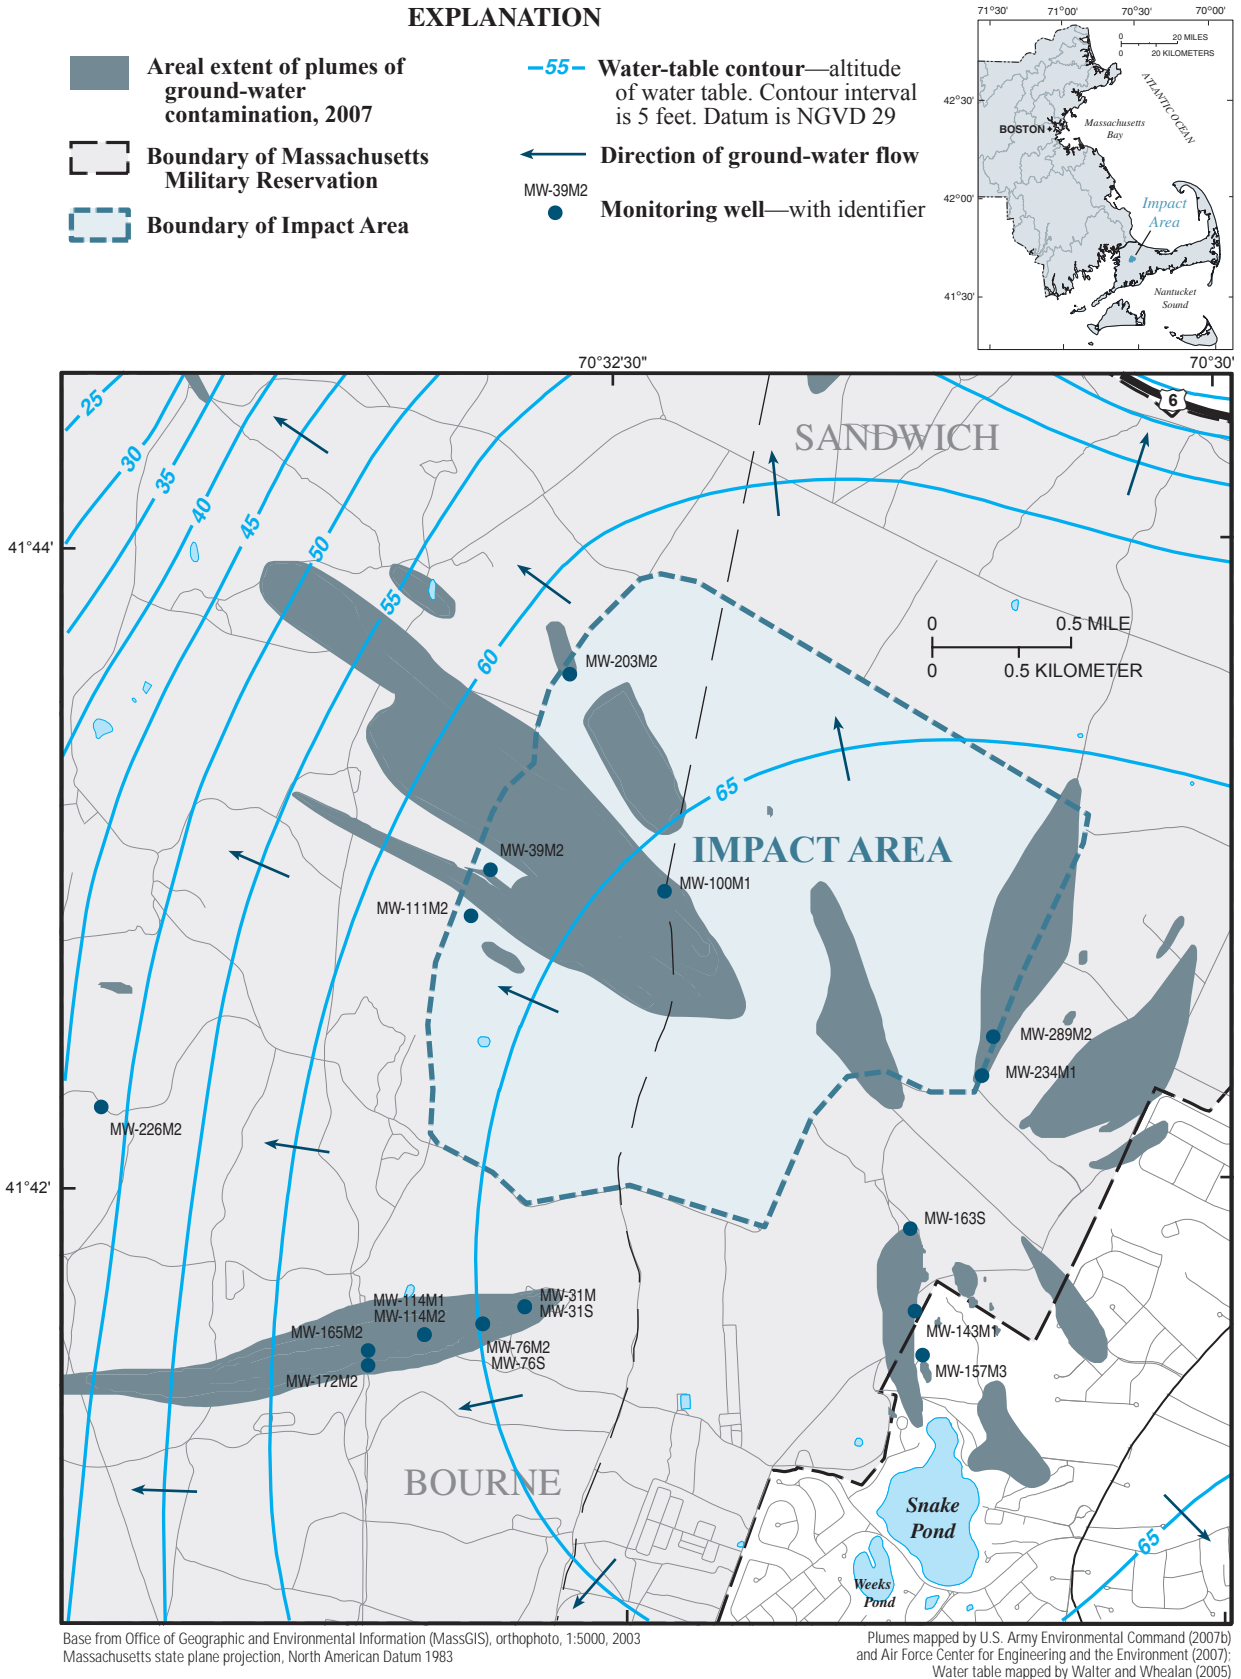 EXPLANATION
Areal extent of plumes of
ground-water
contamination, 2007
Boundary of Massachusetts
Military Reservation
Boundary of Impact Area
55
Water-table contour—altitude
of water table. Contour interval
is 5 feet. Datum is NGVD 29
Direction of ground-water flow
MW-39M2
Monitoring well—with identifier
71°30'
71°00'
70°30'
70°00'
0 20 MILES
0 20 KILOMETERS
42°30'
ATLANTIC OCEAN
BOSTON
Massachusetts
Bay
42°00'
Impact
Area
41°30'
Nantucket
Sound
70°32'30"
70°30'
25
6
SANDWICH
30
35
40
45
50
41°44'
55
0 0.5 MILE
0 0.5 KILOMETER
60
MW-203M2
65
IMPACT AREA
MW-39M2
MW-100M1
MW-111M2
MW-289M2
MW-234M1
MW-226M2
41°42'
MW-163S
MW-31M
MW-31S
MW-114M1
MW-114M2
MW-165M2
MW-143M1
MW-76M2
MW-76S
MW-157M3
MW-172M2
BOURNE
Snake
Pond
65
Weeks
Pond
Base from Office of Geographic and Environmental Information (MassGIS), orthophoto, 1:5000, 2003
Massachusetts state plane projection, North American Datum 1983
Plumes mapped by U.S. Army Environmental Command (2007b)
and Air Force Center for Engineering and the Environment (2007);
Water table mapped by Walter and Whealan (2005)